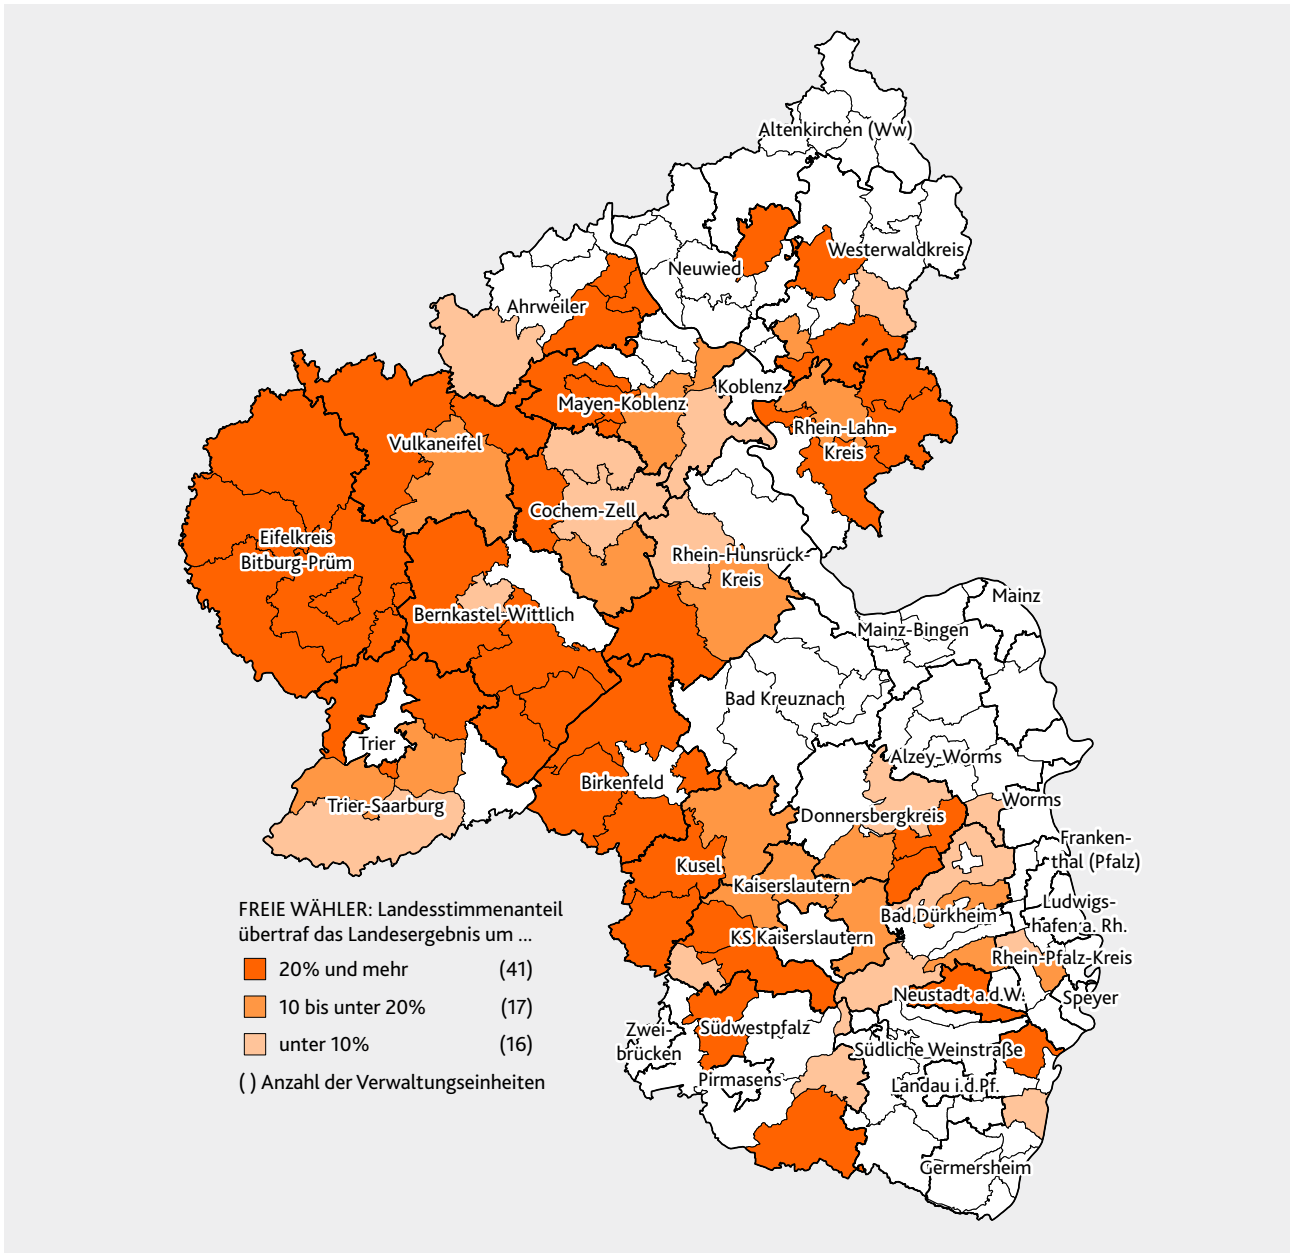 Altenkirchen (Ww)
Westerwaldkreis
Neuwied
Ahrweiler
Koblenz
Mayen-Koblenz
Rhein-Lahn-
Kreis
Vulkaneifel
Cochem-Zell
Eifelkreis
Bitburg-Prüm
Rhein-Hunsrück-
Kreis
Mainz
Bernkastel-Wittlich
Mainz-Bingen
Bad Kreuznach
Trier
Alzey-Worms
Birkenfeld
Trier-Saarburg
Worms
Donnersbergkreis
Franken-
thal (Pfalz)
Kusel
Kaiserslautern
Ludwigs-
hafen a. Rh.
Bad Dürkheim
KS Kaiserslautern
Rhein-Pfalz-Kreis
Neustadt a.d.W.
Speyer
Zwei-
brücken
Südwestpfalz
Südliche Weinstraße
Pirmasens
Landau i.d.Pf.
Germersheim
FREIE WÄHLER: Landesstimmenanteil
übertraf das Landesergebnis um ...
20% und mehr (41)
10 bis unter 20% (17)
unter 10% (16)
( ) Anzahl der Verwaltungseinheiten